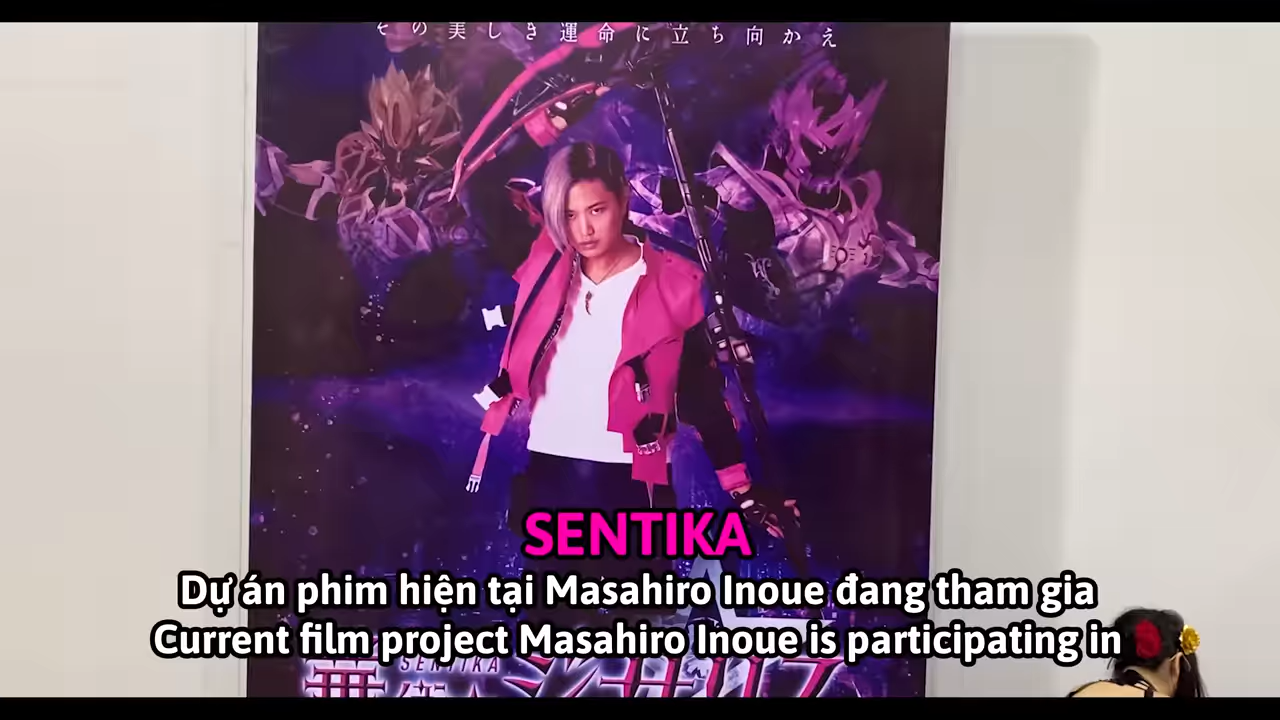 その美しき運命に立ち向かえ
SENTIKA
Dự án phim hiện tại Masahiro Inoue đang tham gia
Current film project Masahiro Inoue is participating in
SENTIKA